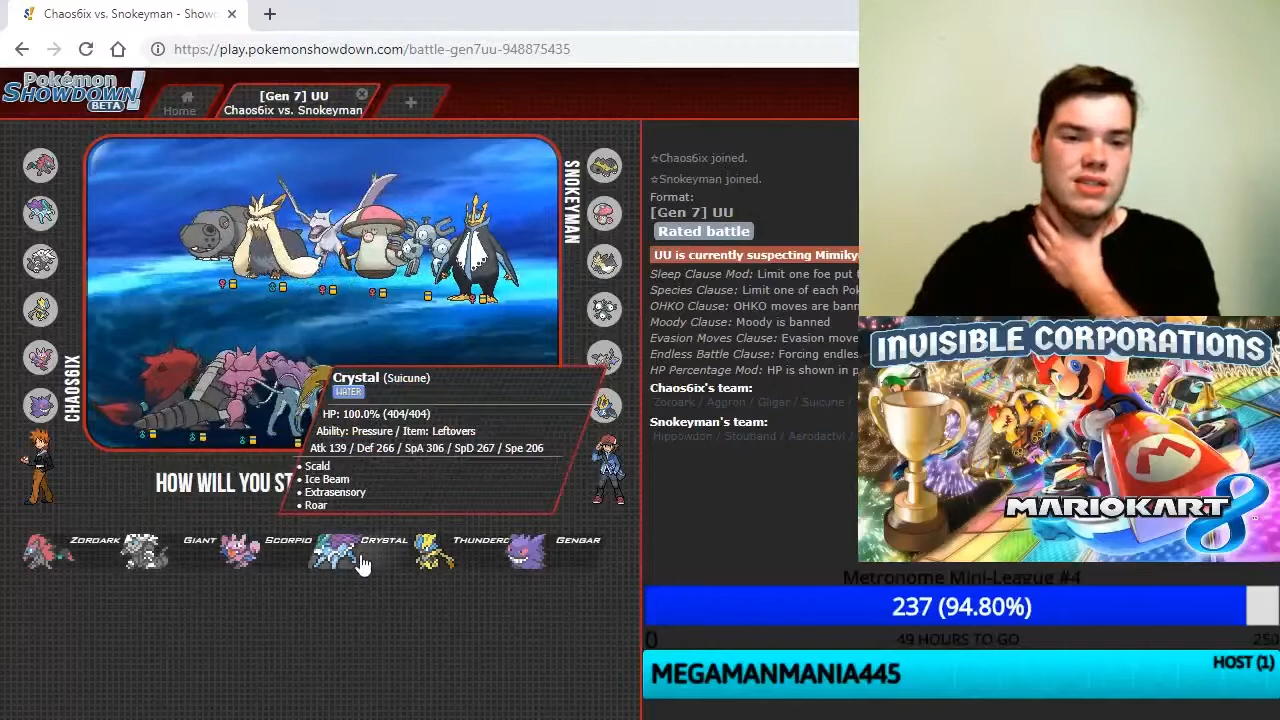 Chaos6ix vs. Snokeyman - Showd
https://play.pokemonshowdown.com/battle-gen7uu-948875435
Pokémon
SHOWDOWN!
BETA
Home
[Gen 7] UU
Chaos6ix vs. Snokeyman
☆Chaos6ix joined.
☆Snokeyman joined.
Format:
[Gen 7] UU
Rated battle
UU is currently suspecting Mimiky
Sleep Clause Mod: Limit one foe put
Species Clause: Limit one of each Pok
OHKO Clause: OHKO moves are bann
Moody Clause: Moody is banned
Evasion Moves Clause: Evasion move
Endless Battle Clause: Forcing endles
HP Percentage Mod: HP is shown in p
Chaos6ix's team:
Zoroark / Aggron / Gligar / Suicune /
Snokeyman's team:
Hippowdon / Stoutland / Aerodactyl /
SNOKEYMAN
CHAOS6IX
Crystal (Suicune)
WATER
HP: 100.0% (404/404)
Ability: Pressure / Item: Leftovers
Atk 139 / Def 266 / SpA 306 / SpD 267 / Spe 206
• Scald
• Ice Beam
• Extrasensory
• Roar
HOW WILL YOU ST
ZOROARK
GIANT
SCORPIO
CRYSTAL
THUNDERC
GENGAR
INVISIBLE CORPORATIONS
MARIOKART 8
Metronome Mini-League #4
237 (94.80%)
0
49 HOURS TO GO
250
MEGAMANMANIA445
HOST (1)